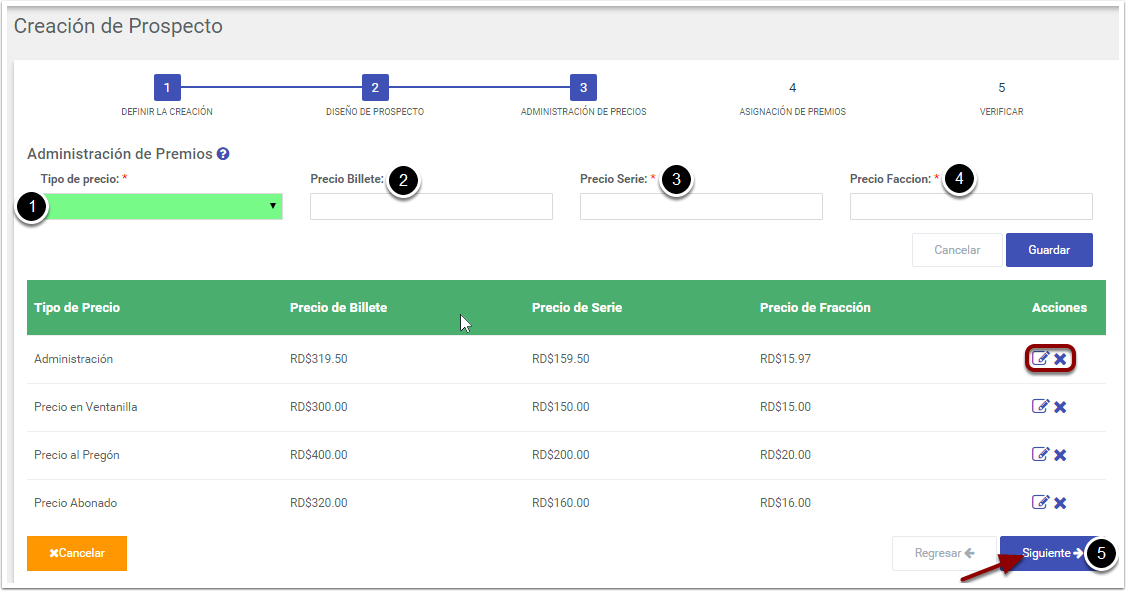 Creación de Prospecto
1 2 3 4 5
DEFINIR LA CREACIÓN DISEÑO DE PROSPECTO ADMINISTRACIÓN DE PRECIOS ASIGNACIÓN DE PREMIOS VERIFICAR
Administración de Premios ?
Tipo de precio: * Precio Billete: 2 Precio Serie: * 3 Precio Faccion: * 4
1
Cancelar Guardar
Tipo de Precio Precio de Billete Precio de Serie Precio de Fracción Acciones
Administración RD$319.50 RD$159.50 RD$15.97
Precio en Ventanilla RD$300.00 RD$150.00 RD$15.00
Precio al Pregón RD$400.00 RD$200.00 RD$20.00
Precio Abonado RD$320.00 RD$160.00 RD$16.00
Cancelar Regresar Siguiente 5